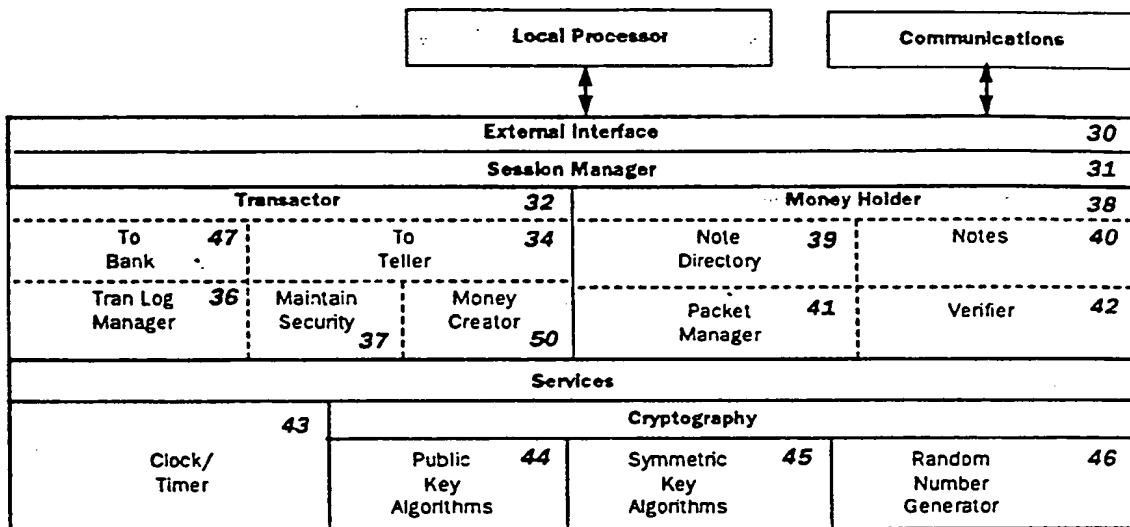 Local Processor
Communications
External Interface 30
Session Manager 31
Transactor 32
Money Holder 38
To 47
Bank
To 34
Teller
Note 39
Directory
Notes 40
Tran Log 36
Manager
Maintain
Security
37
Money
Creator
50
Packet 41
Manager
Verifier 42
Services
43
Clock/
Timer
Cryptography
Public 44
Key
Algorithms
Symmetric 45
Key
Algorithms
Random 46
Number
Generator